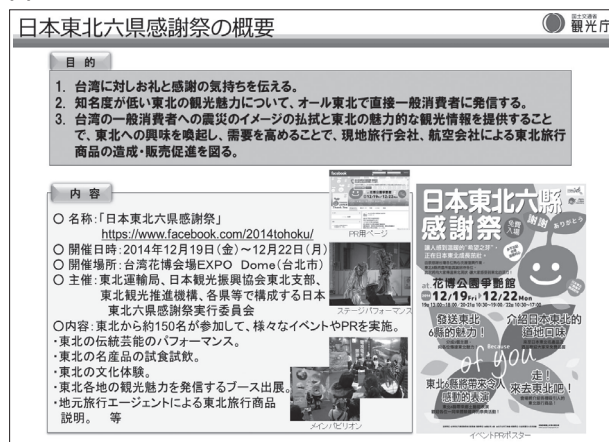 日本東北六県感謝祭の概要
国土交通省
観光庁
目 的
1. 台湾に対しお礼と感謝の気持ちを伝える。
2. 知名度が低い東北の観光魅力について、オール東北で直接一般消費者に発信する。
3. 台湾の一般消費者への震災のイメージの払拭と東北の魅力的な観光情報を提供すること
で、東北への興味を喚起し、需要を高めることで、現地旅行会社、航空会社による東北旅行
商品の造成・販売促進を図る。
内 容
○ 名称:「日本東北六県感謝祭」
https://www.facebook.com/2014tohoku/
○ 開催日時:2014年12月19日(金)~12月22日(月)
○ 開催場所:台湾花博会場EXPO Dome(台北市)
○ 主催:東北運輸局、日本観光振興協会東北支部、
東北観光推進機構、各県等で構成する日本
東北六県感謝祭実行委員会
○内容:東北から約150名が参加して、様々なイベントやPRを実施。
・東北の伝統芸能のパフォーマンス。
・東北の名産品の試食試飲。
・東北の文化体験。
・東北各地の観光魅力を発信するブース出展。
・地元旅行エージェントによる東北旅行商品
説明。 等
facebook
PR用ページ
ステージパフォーマンス
メインパビリオン
日本東北六縣
感謝祭
免費
入場
謝謝
ありがとう
at. 花博公園爭艷館
12/19Fri 12/22Mon
發送東北
6縣的魅力!
介紹日本東北的
道地口味
Because
of you
東北6縣將帶來令人
感動的表演
走!
來去東北吧!
イベントPRポスター